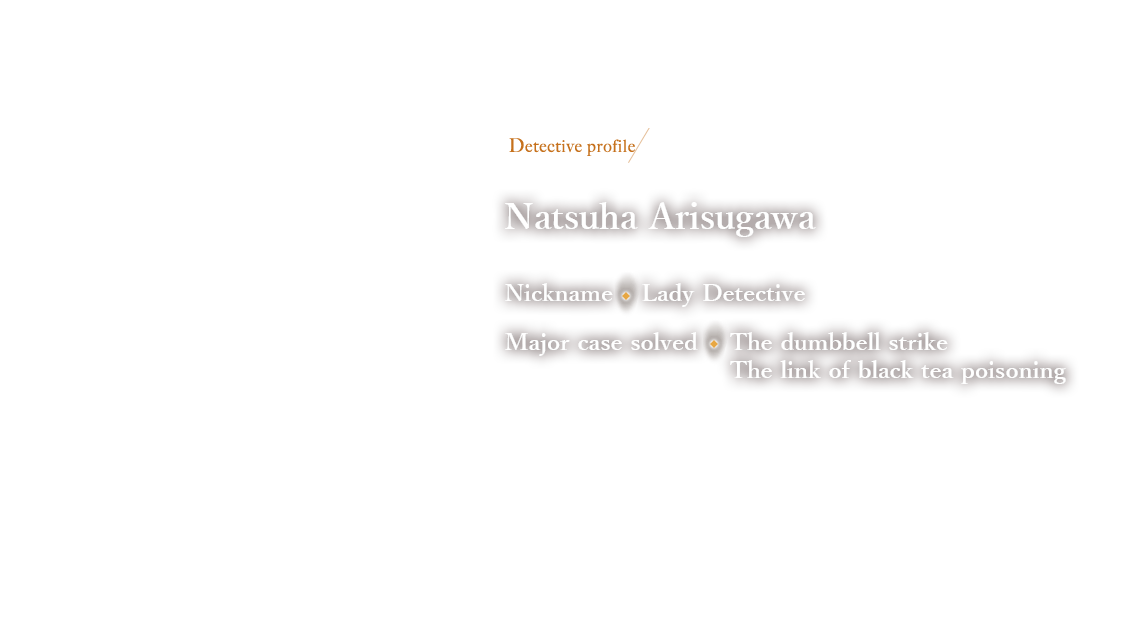 Detective profile
Natsuha Arisugawa
Nickname Lady Detective
Major case solved The dumbbell strike
The link of black tea poisoning